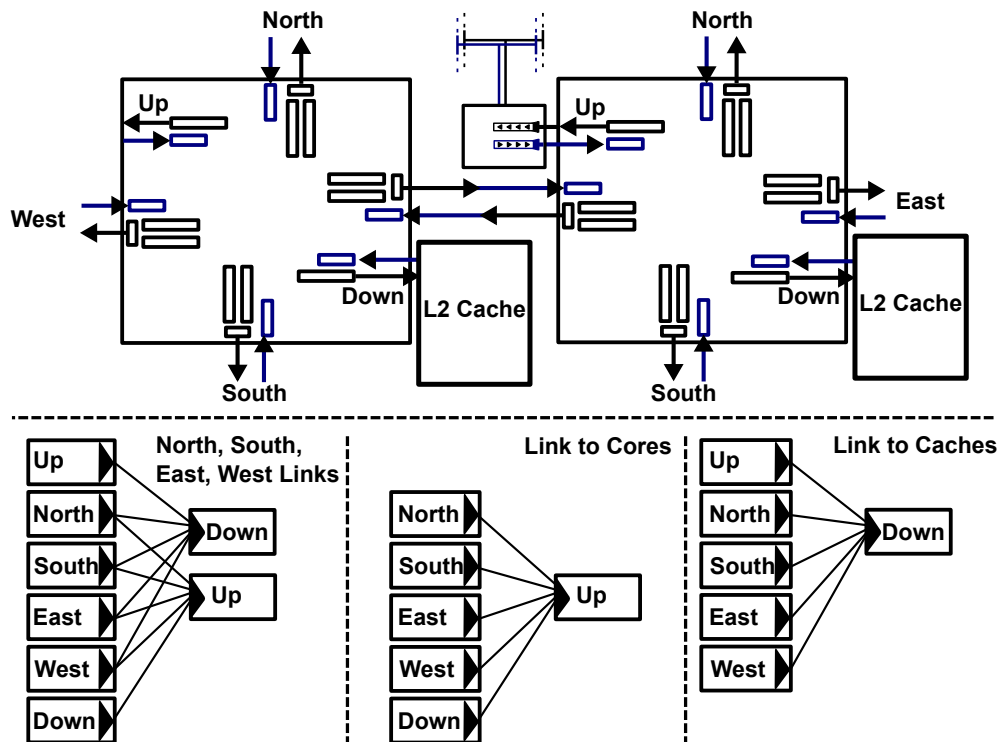 North
North
Up
Up
West
East
Down
Down
L2 Cache
L2 Cache
South
South
North, South,
East, West Links
Up
North
South
East
West
Down
Down
Up
Link to Cores
North
South
East
West
Down
Up
Link to Caches
Up
North
South
East
West
Down